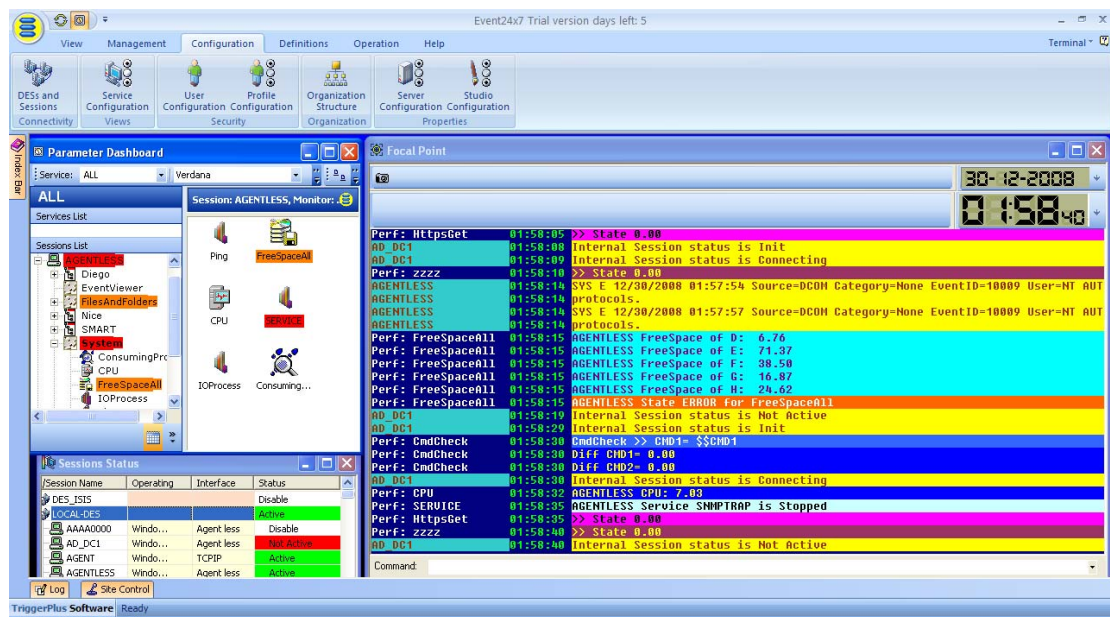 Event24x7 Trial version days left: 5
View Management Configuration Definitions Operation Help
Terminal
DESs and Sessions
Service Configuration
User Configuration
Profile Configuration
Organization Structure
Server Configuration
Studio Configuration
Connectivity Views Security Organization Properties
Index Bar
Parameter Dashboard
Service: ALL Verdana
ALL
Services List
Sessions List
AGENTLESS
Diego
EventViewer
FilesAndFolders
Nice
SMART
System
ConsumingPro
CPU
FreeSpaceAll
IOProcess
Session: AGENTLESS, Monitor: .
Ping FreeSpaceAll
CPU SERVICE
IOProcess Consuming...
Sessions Status
/Session Name Operating Interface Status
DES_ISIS Disable
LOCAL-DES Active
AAAA0000 Windo... Agent less Disable
AD_DC1 Windo... Agent less Not Active
AGENT Windo... TCPIP Active
AGENTLESS Windo... Agent less Active
Focal Point
30-12-2008
01:58 40
Perf: HttpsGet 01:58:05 >> State 0.00
AD_DC1 01:58:08 Internal Session status is Init
AD_DC1 01:58:09 Internal Session status is Connecting
Perf: zzzz 01:58:10 >> State 0.00
AGENTLESS 01:58:14 SYS E 12/30/2008 01:57:54 Source=DCOM Category=None EventID=10009 User=NT AUT
AGENTLESS 01:58:14 protocols.
AGENTLESS 01:58:14 SYS E 12/30/2008 01:57:57 Source=DCOM Category=None EventID=10009 User=NT AUT
AGENTLESS 01:58:14 protocols.
Perf: FreeSpaceAll 01:58:15 AGENTLESS FreeSpace of D: 6.76
Perf: FreeSpaceAll 01:58:15 AGENTLESS FreeSpace of E: 71.37
Perf: FreeSpaceAll 01:58:15 AGENTLESS FreeSpace of F: 38.50
Perf: FreeSpaceAll 01:58:15 AGENTLESS FreeSpace of G: 16.87
Perf: FreeSpaceAll 01:58:15 AGENTLESS FreeSpace of H: 24.62
Perf: FreeSpaceAll 01:58:15 AGENTLESS State ERROR for FreeSpaceAll
AD_DC1 01:58:19 Internal Session status is Not Active
AD_DC1 01:58:29 Internal Session status is Init
Perf: CmdCheck 01:58:30 CmdCheck >> CMD1= $$CMD1
Perf: CmdCheck 01:58:30 Diff CMD1= 0.00
Perf: CmdCheck 01:58:30 Diff CMD2= 0.00
AD_DC1 01:58:30 Internal Session status is Connecting
Perf: CPU 01:58:32 AGENTLESS CPU: 7.03
Perf: SERVICE 01:58:35 AGENTLESS Service SNMPTRAP is Stopped
Perf: HttpsGet 01:58:35 >> State 0.00
Perf: zzzz 01:58:40 >> State 0.00
AD_DC1 01:58:40 Internal Session status is Not Active
Command:
Log Site Control
TriggerPlus Software Ready